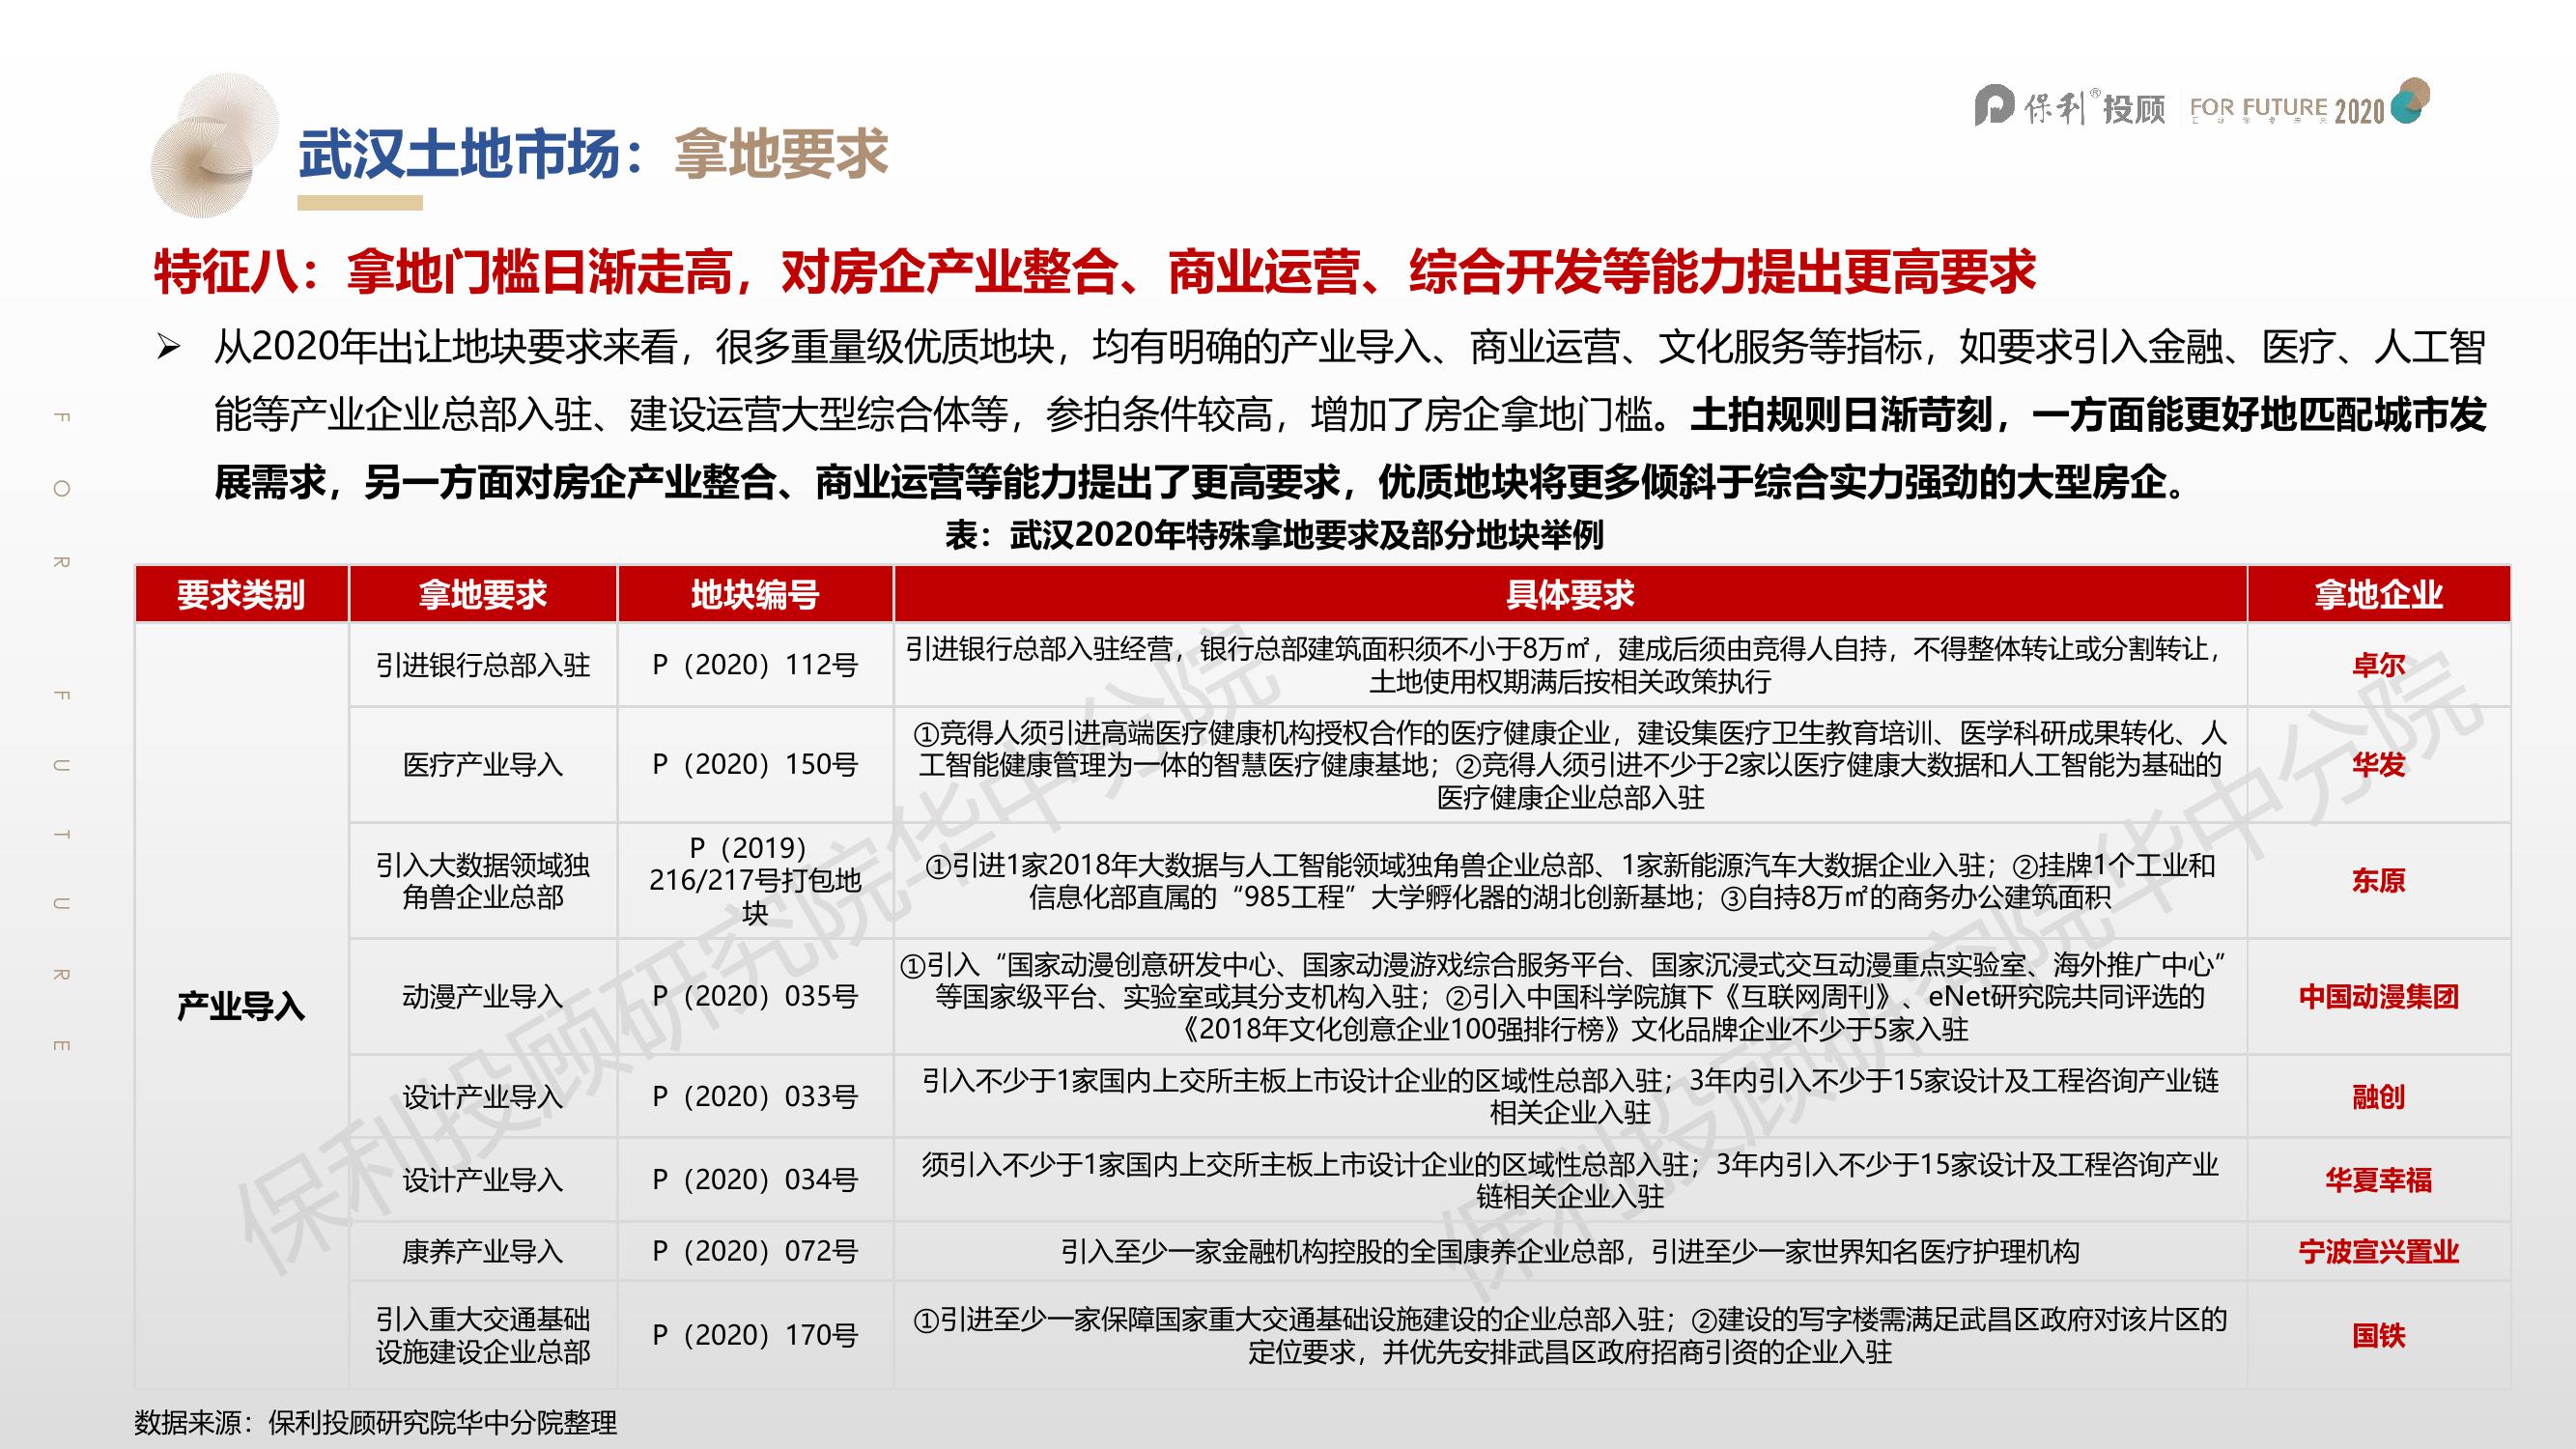 保利®投顾 FOR FUTURE 2020
武汉土地市场：拿地要求
特征八：拿地门槛日渐走高，对房企产业整合、商业运营、综合开发等能力提出更高要求
从2020年出让地块要求来看，很多重量级优质地块，均有明确的产业导入、商业运营、文化服务等指标，如要求引入金融、医疗、人工智
能等产业企业总部入驻、建设运营大型综合体等，参拍条件较高，增加了房企拿地门槛。土拍规则日渐苛刻，一方面能更好地匹配城市发
展需求，另一方面对房企产业整合、商业运营等能力提出了更高要求，优质地块将更多倾斜于综合实力强劲的大型房企。
表：武汉2020年特殊拿地要求及部分地块举例
要求类别 拿地要求 地块编号 具体要求 拿地企业
产业导入
引进银行总部入驻
P（2020）112号
引进银行总部入驻经营，银行总部建筑面积须不小于8万㎡，建成后须由竞得人自持，不得整体转让或分割转让，
土地使用权期满后按相关政策执行
卓尔
医疗产业导入
P（2020）150号
①竞得人须引进高端医疗健康机构授权合作的医疗健康企业，建设集医疗卫生教育培训、医学科研成果转化、人
工智能健康管理为一体的智慧医疗健康基地；②竞得人须引进不少于2家以医疗健康大数据和人工智能为基础的
医疗健康企业总部入驻
华发
引入大数据领域独
角兽企业总部
P（2019）
216/217号打包地
块
①引进1家2018年大数据与人工智能领域独角兽企业总部、1家新能源汽车大数据企业入驻；②挂牌1个工业和
信息化部直属的“985工程”大学孵化器的湖北创新基地；③自持8万㎡的商务办公建筑面积
东原
动漫产业导入
P（2020）035号
①引入“国家动漫创意研发中心、国家动漫游戏综合服务平台、国家沉浸式交互动漫重点实验室、海外推广中心”
等国家级平台、实验室或其分支机构入驻；②引入中国科学院旗下《互联网周刊》、eNet研究院共同评选的
《2018年文化创意企业100强排行榜》文化品牌企业不少于5家入驻
中国动漫集团
设计产业导入
P（2020）033号
引入不少于1家国内上交所主板上市设计企业的区域性总部入驻；3年内引入不少于15家设计及工程咨询产业链
相关企业入驻
融创
设计产业导入
P（2020）034号
须引入不少于1家国内上交所主板上市设计企业的区域性总部入驻；3年内引入不少于15家设计及工程咨询产业
链相关企业入驻
华夏幸福
康养产业导入
P（2020）072号
引入至少一家金融机构控股的全国康养企业总部，引进至少一家世界知名医疗护理机构
宁波宣兴置业
引入重大交通基础
设施建设企业总部
P（2020）170号
①引进至少一家保障国家重大交通基础设施建设的企业总部入驻；②建设的写字楼需满足武昌区政府对该片区的
定位要求，并优先安排武昌区政府招商引资的企业入驻
国铁
数据来源：保利投顾研究院华中分院整理
FOR FUTURE
保利投顾研究院华中分院
保利投顾研究院华中分院